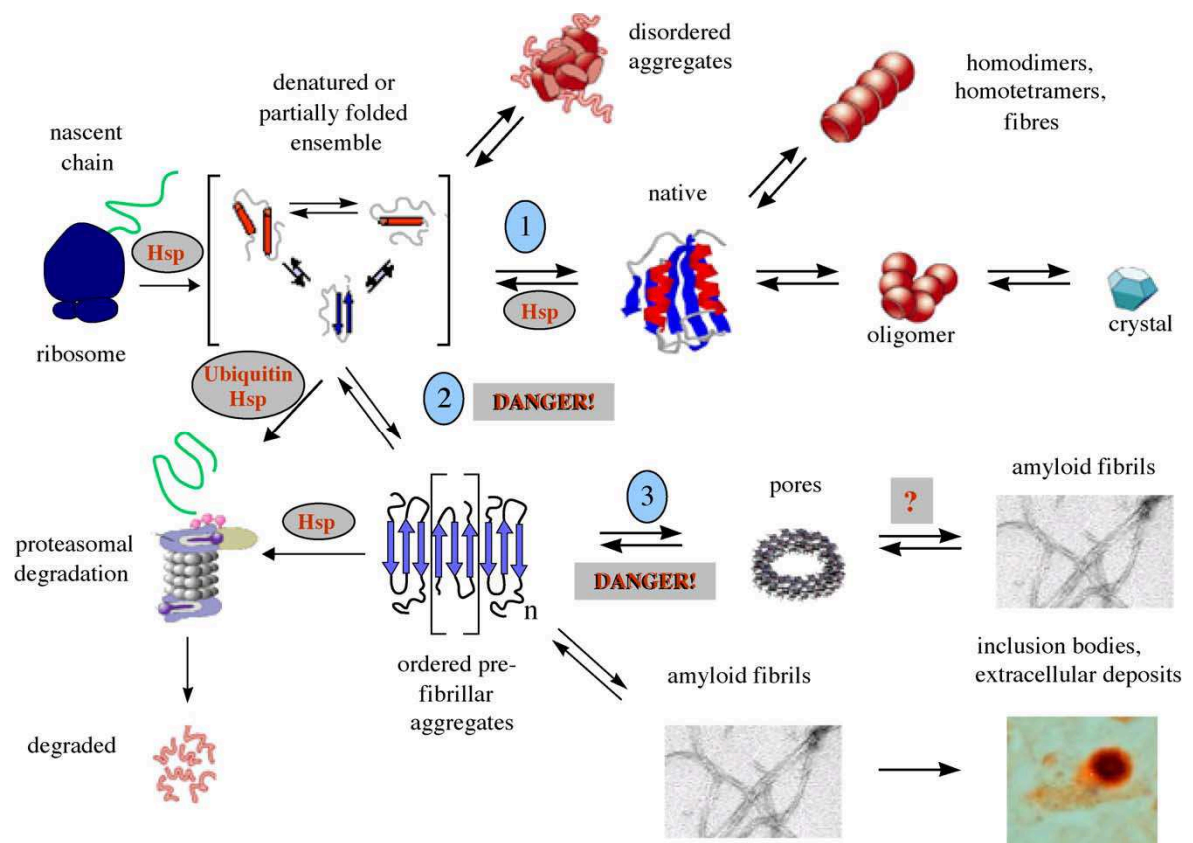 disordered
aggregates
homodimers,
homotetramers,
fibres
denatured or
partially folded
ensemble
nascent
chain
native
1
Hsp
Hsp
oligomer
crystal
ribosome
Ubiquitin
Hsp
2
DANGER!
amyloid fibrils
3
pores
?
Hsp
proteasomal
degradation
DANGER!
n
ordered pre-
fibrillar
aggregates
amyloid fibrils
inclusion bodies,
extracellular deposits
degraded